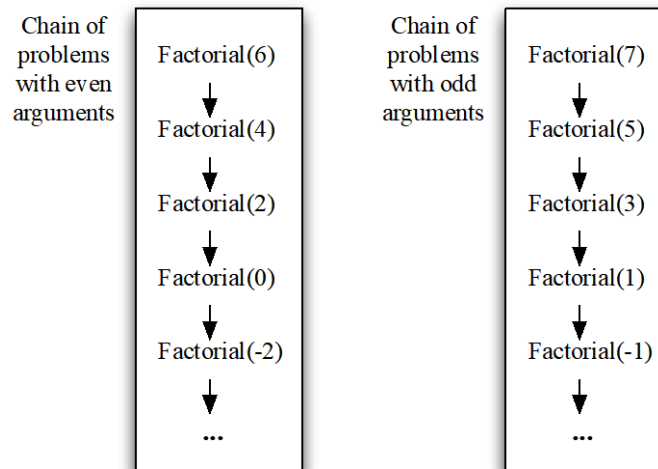 Chain of
problems
with even
arguments
Factorial(6)
Factorial(4)
Factorial(2)
Factorial(0)
Factorial(-2)
...
Chain of
problems
with odd
arguments
Factorial(7)
Factorial(5)
Factorial(3)
Factorial(1)
Factorial(-1)
...